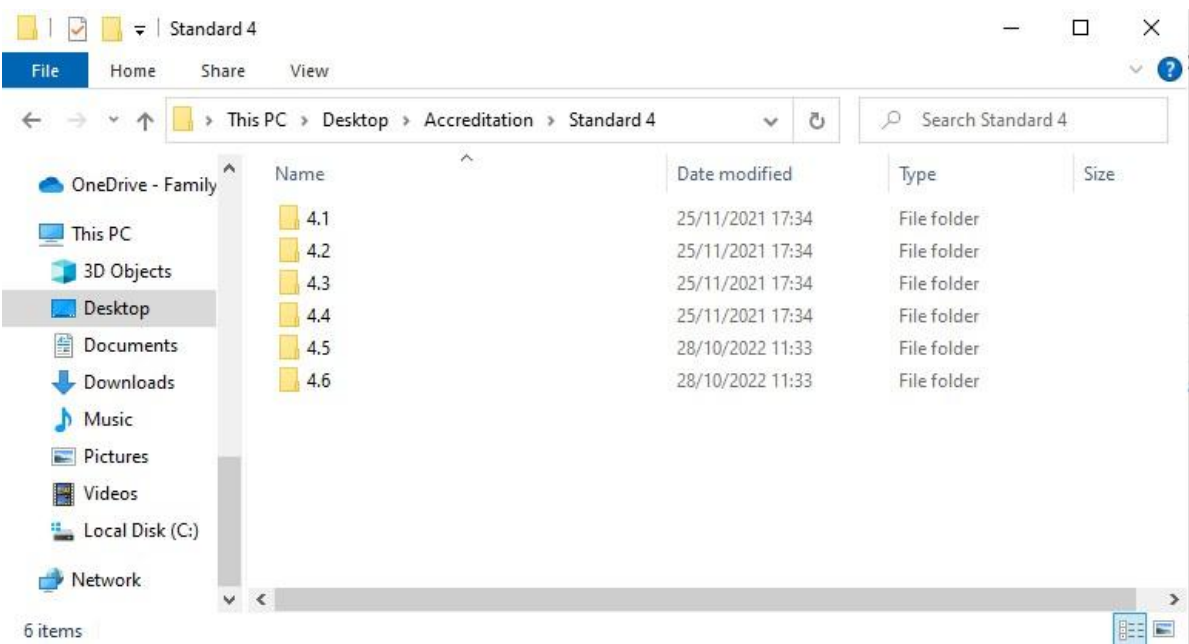 Standard 4
File Home Share View
This PC > Desktop > Accreditation > Standard 4 Search Standard 4
Name Date modified Type Size
OneDrive - Family
This PC
3D Objects
Desktop
Documents
Downloads
Music
Pictures
Videos
Local Disk (C:)
Network
4.1 25/11/2021 17:34 File folder
4.2 25/11/2021 17:34 File folder
4.3 25/11/2021 17:34 File folder
4.4 25/11/2021 17:34 File folder
4.5 28/10/2022 11:33 File folder
4.6 28/10/2022 11:33 File folder
6 items